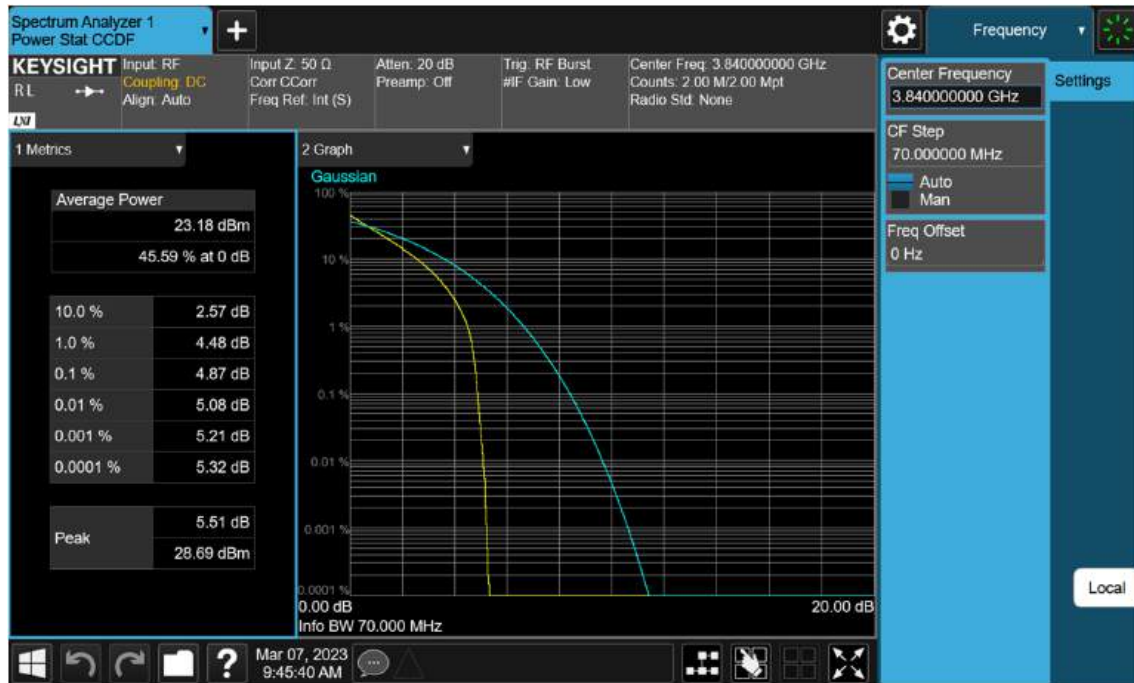 Spectrum Analyzer 1
Power Stat CCDF
Frequency
KEYSIGHT
RL
LXI
Input: RF
Coupling: DC
Align: Auto
Input Z: 50 Ω
Corr CCorr
Freq Ref: Int (S)
Atten: 20 dB
Preamp: Off
Trig: RF Burst
#IF Gain: Low
Center Freq: 3.840000000 GHz
Counts: 2.00 M/2.00 Mpt
Radio Std: None
Center Frequency
3.840000000 GHz
Settings
CF Step
70.000000 MHz
Auto
Man
Freq Offset
0 Hz
1 Metrics
Average Power
23.18 dBm
45.59 % at 0 dB
10.0 % 2.57 dB
1.0 % 4.48 dB
0.1 % 4.87 dB
0.01 % 5.08 dB
0.001 % 5.21 dB
0.0001 % 5.32 dB
Peak
5.51 dB
28.69 dBm
2 Graph
Gaussian
100 %
10 %
1 %
0.1 %
0.01 %
0.001 %
0.0001 %
0.00 dB 20.00 dB
Info BW 70.000 MHz
Local
?
Mar 07, 2023
9:45:40 AM